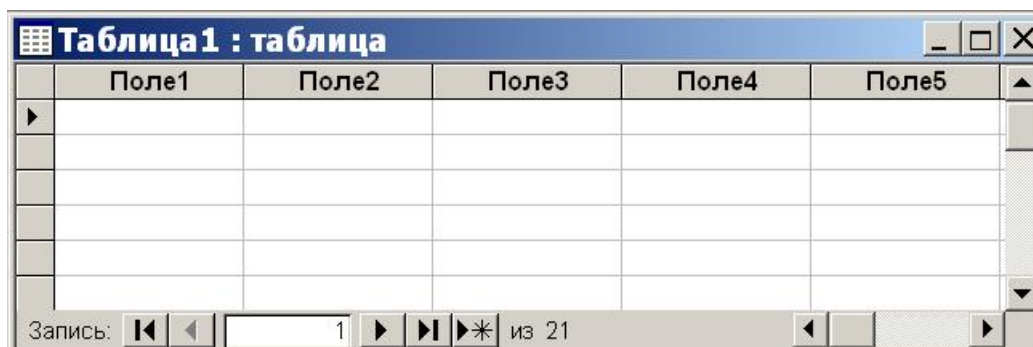 Таблица1 : таблица
Поле1 Поле2 Поле3 Поле4 Поле5
Запись: 1 из 21